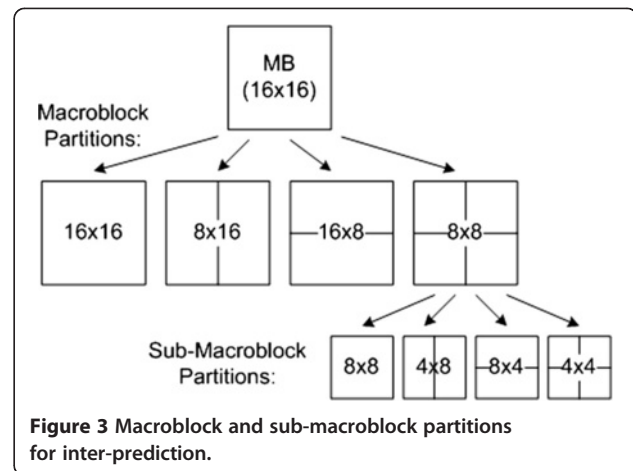 MB
(16x16)
Macroblock
Partitions:
16x16 8x16 16x8 8x8
Sub-Macroblock
Partitions:
8x8 4x8 8x4 4x4
Figure 3 Macroblock and sub-macroblock partitions
for inter-prediction.